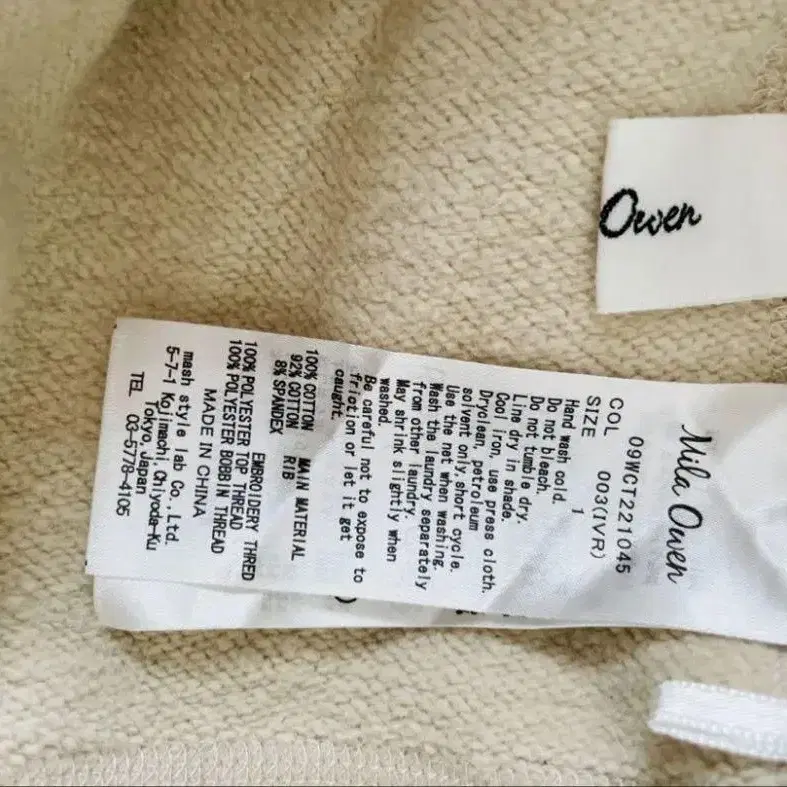 Owen
Mila Owen
09WCT221045
COL 003(IVR)
SIZE 1
Hand wash cold.
Do not bleach.
Do not tumble dry.
Line dry in shade.
Cool iron, use press cloth.
Dryclean, petroleum
solvent only, short cycle.
Use the net when washing.
Wash the laundry separately
from other laundry.
May shrink slightly when
washed.
Be careful not to expose to
friction or let it get
caught.
100% COTTON MAIN MATERIAL
92% COTTON RIB
8% SPANDEX
EMBROIDERY THRED
100% POLYESTER TOP THREAD
100% POLYESTER BOBBIN THREAD
MADE IN CHINA
mash style lab Co.,Ltd.
5-7-1 Kojimachi, Chiyoda-Ku
Tokyo, Japan
TEL 03-5778-4106